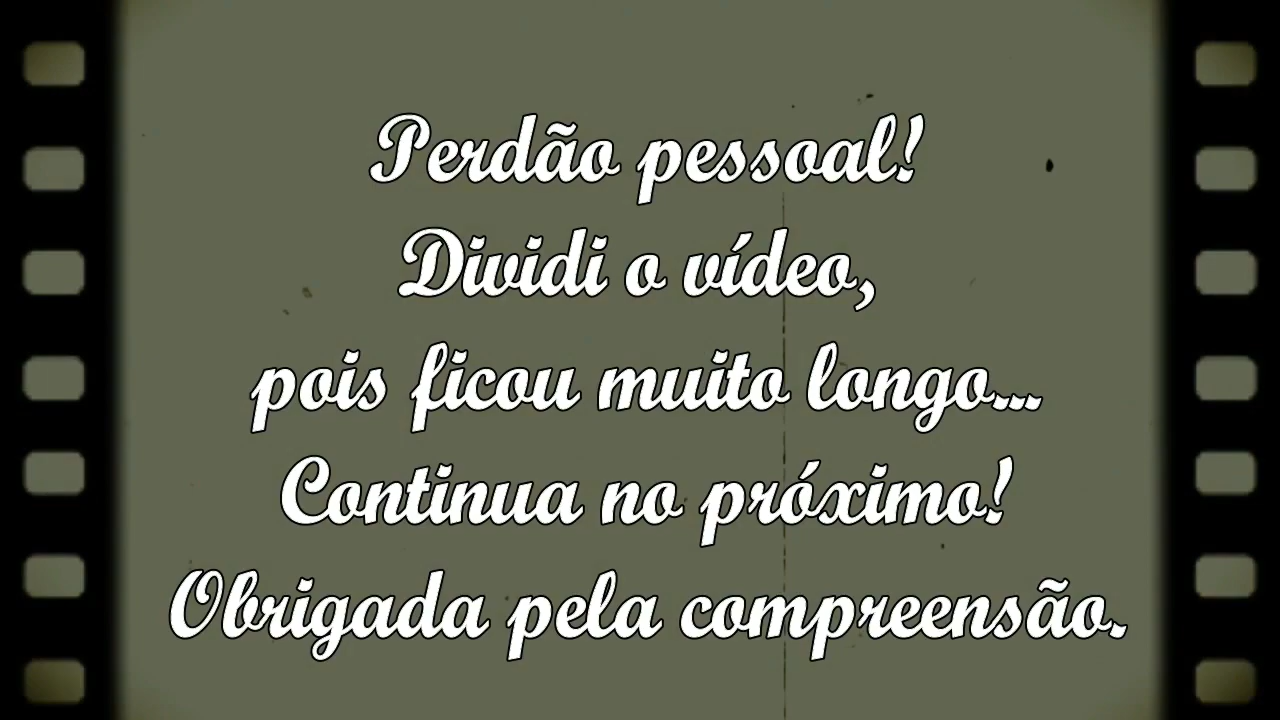 Perdão pessoal!
Dividi o vídeo,
pois ficou muito longo...
Continua no próximo!
Obrigada pela compreensão.